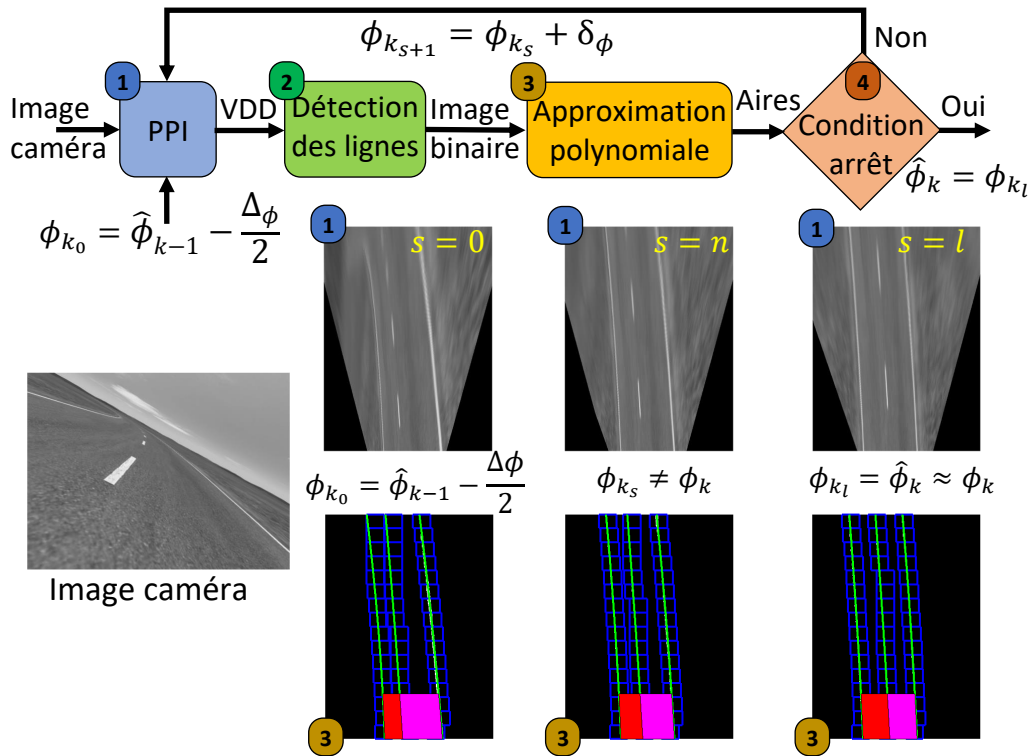 ϕ_{k_{s+1}} = ϕ_{k_s} + δ_ϕ
Non
1
2
3
4
Image
caméra
PPI
VDD
Détection
des lignes
Image
binaire
Approximation
polynomiale
Aires
Condition
arrêt
Oui
ϕ̂_k = ϕ_{k_l}
ϕ_{k_0} = ϕ̂_{k−1} − Δ_ϕ/2
1
s = 0
1
s = n
1
s = l
Image caméra
ϕ_{k_0} = ϕ̂_{k−1} − Δϕ/2
ϕ_{k_s} ≠ ϕ_k
ϕ_{k_l} = ϕ̂_k ≈ ϕ_k
3
3
3